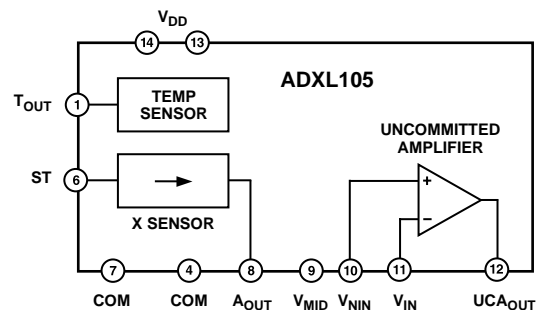 VDD
14 13
ADXL105
TOUT 1 TEMP
SENSOR
UNCOMMITTED
AMPLIFIER
ST 6
X SENSOR
+
−
7 4 8 9 10 11 12
COM COM AOUT VMID VNIN VIN UCAOUT